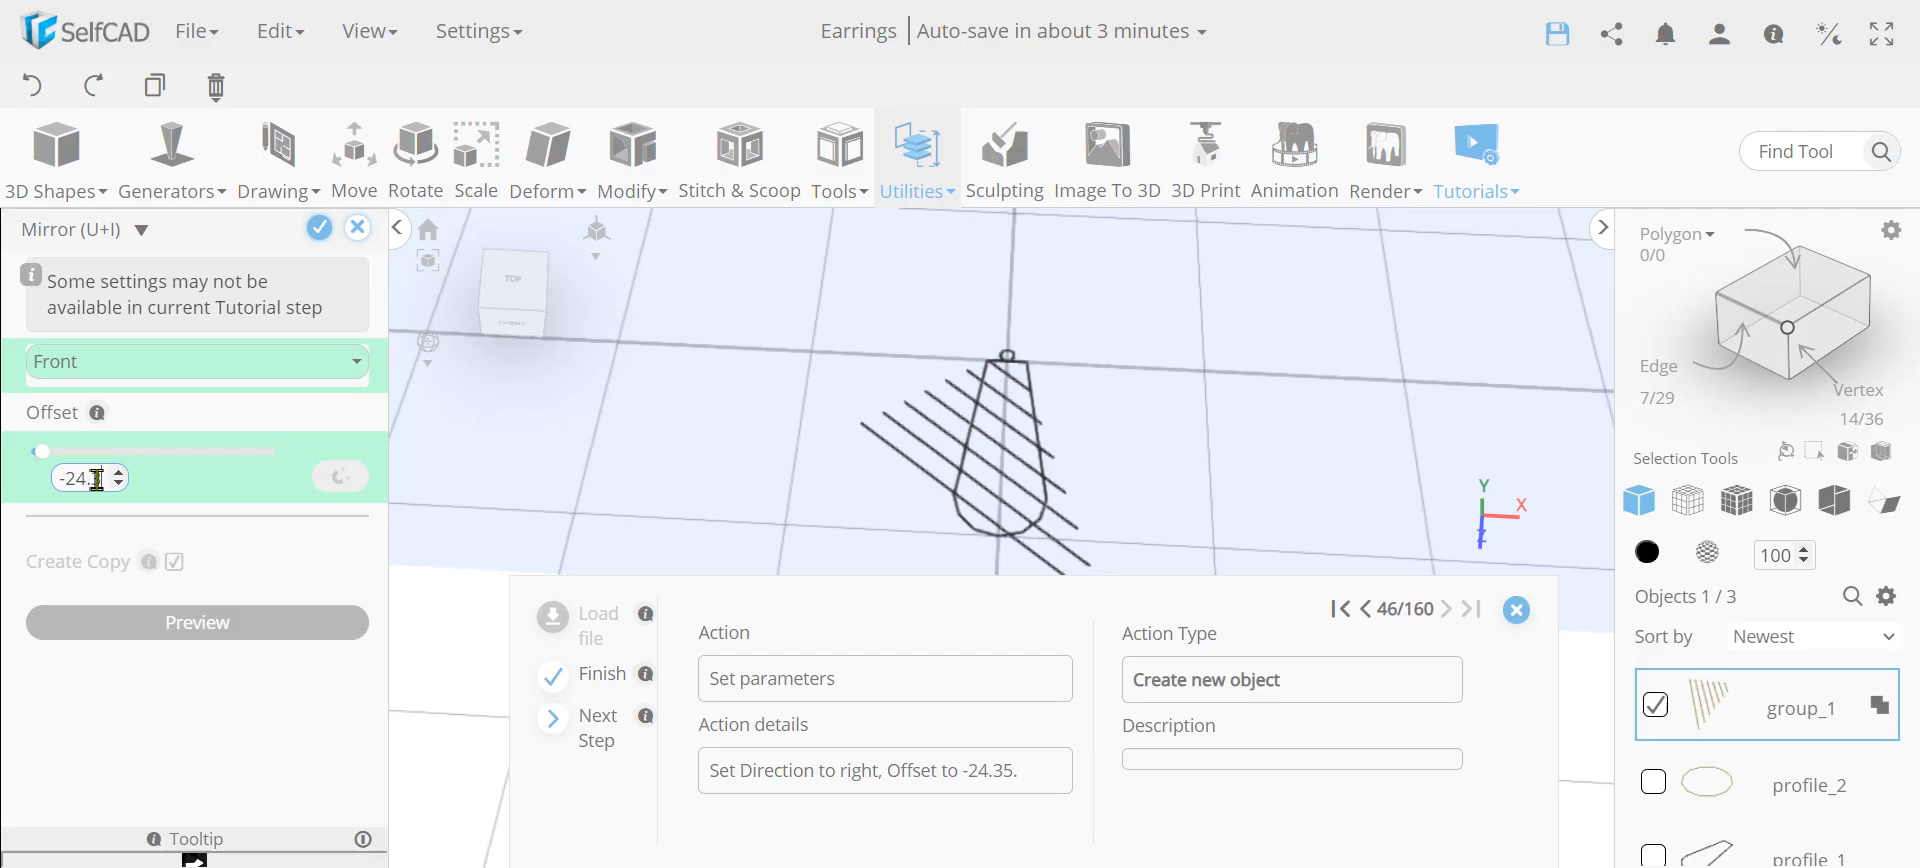 SelfCAD File Edit View Settings Earrings Auto-save in about 3 minutes
3D Shapes Generators Drawing Move Rotate Scale Deform Modify Stitch & Scoop Tools Utilities Sculpting Image To 3D 3D Print Animation Render Tutorials Find Tool
Mirror (U+I)
Some settings may not be
available in current Tutorial step
Front
Offset
Create Copy
Preview
Tooltip
TOP
Y
X
Z
Load
file
Finish
Next
Step
Action
Set parameters
Action details
Set Direction to right, Offset to -24.35.
46/160
Action Type
Create new object
Description
Polygon
0/0
Edge
7/29
Vertex
14/36
Selection Tools
100
Objects 1 / 3
Sort by Newest
group_1
profile_2
profile_1